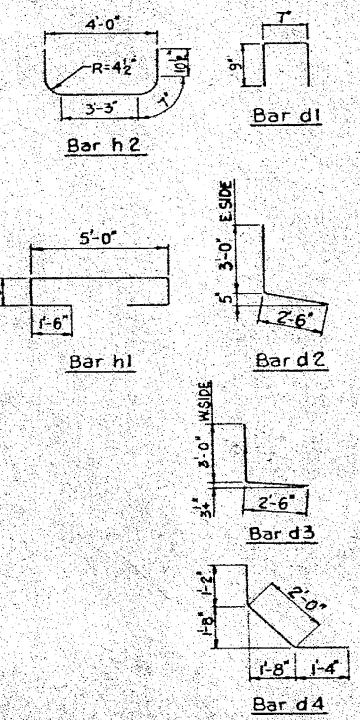 4'-0"
R=4½"
3'-3"
7"
10½"
Bar h2
7"
9"
Bar d1
5'-0"
1'-6"
Bar h1
E. SIDE
3'-0"
5"
2'-6"
Bar d2
W. SIDE
3'-0"
2'-6"
Bar d3
1'-2"
1'-8"
2'-0"
1'-8"
1'-4"
Bar d4